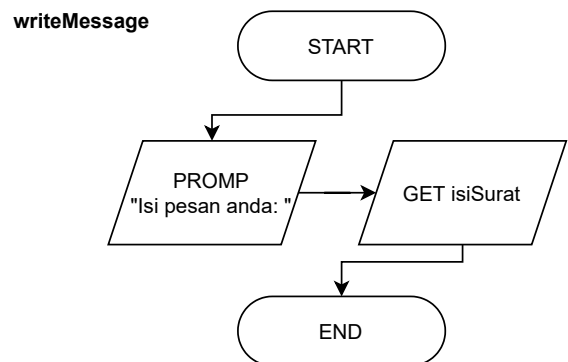 writeMessage
START
PROMP
"Isi pesan anda: "
GET isiSurat
END